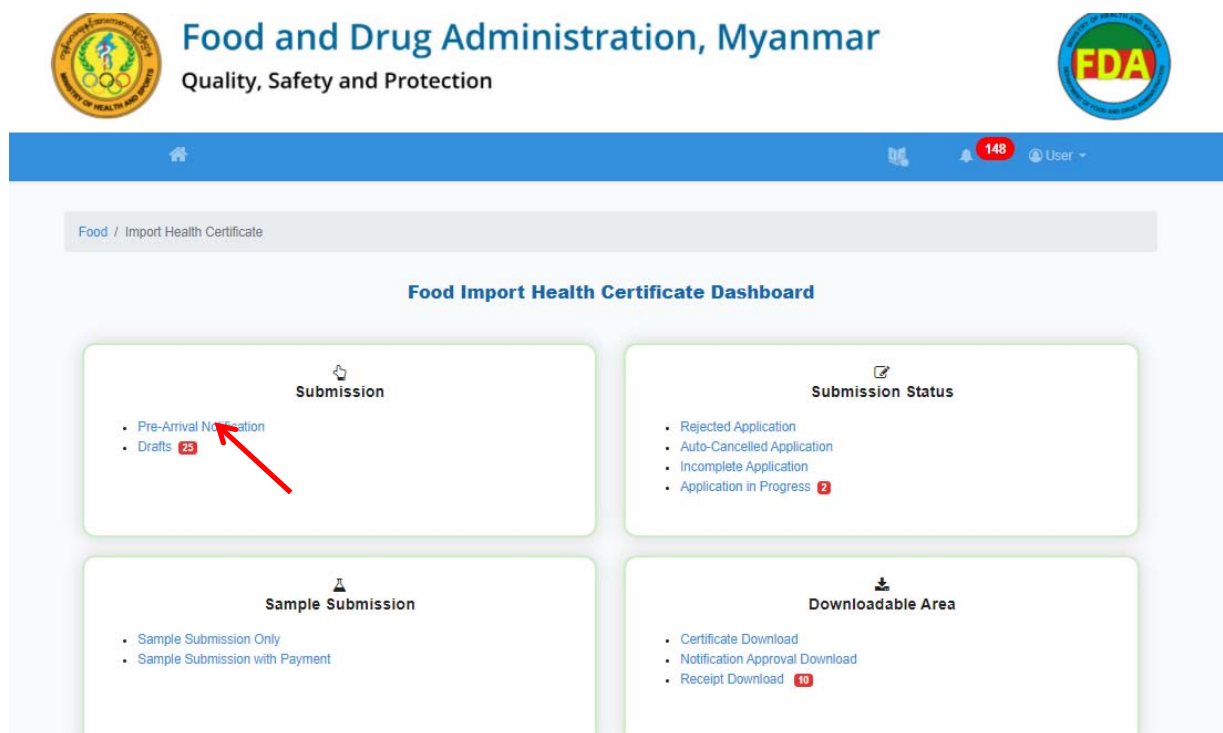 Food and Drug Administration, Myanmar
Quality, Safety and Protection
FDA
148
User
Food / Import Health Certificate
Food Import Health Certificate Dashboard
Submission
Pre-Arrival Notification
Drafts 25
Submission Status
Rejected Application
Auto-Cancelled Application
Incomplete Application
Application in Progress 2
Sample Submission
Sample Submission Only
Sample Submission with Payment
Downloadable Area
Certificate Download
Notification Approval Download
Receipt Download 10